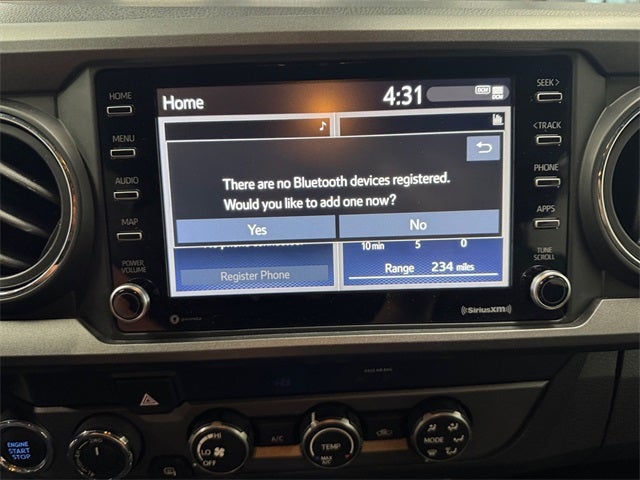 HOME
MENU
AUDIO
MAP
POWER
VOLUME
Home
4:31
DCM
DCM
There are no Bluetooth devices registered.
Would you like to add one now?
Yes
No
10 min 5 0
Register Phone
Range 234 miles
SEEK >
< TRACK
PHONE
APPS
TUNE
SCROLL
((SiriusXM))
ENGINE
START
STOP
HI
LO
OFF
A/C
TEMP
MAX
A/C
MODE